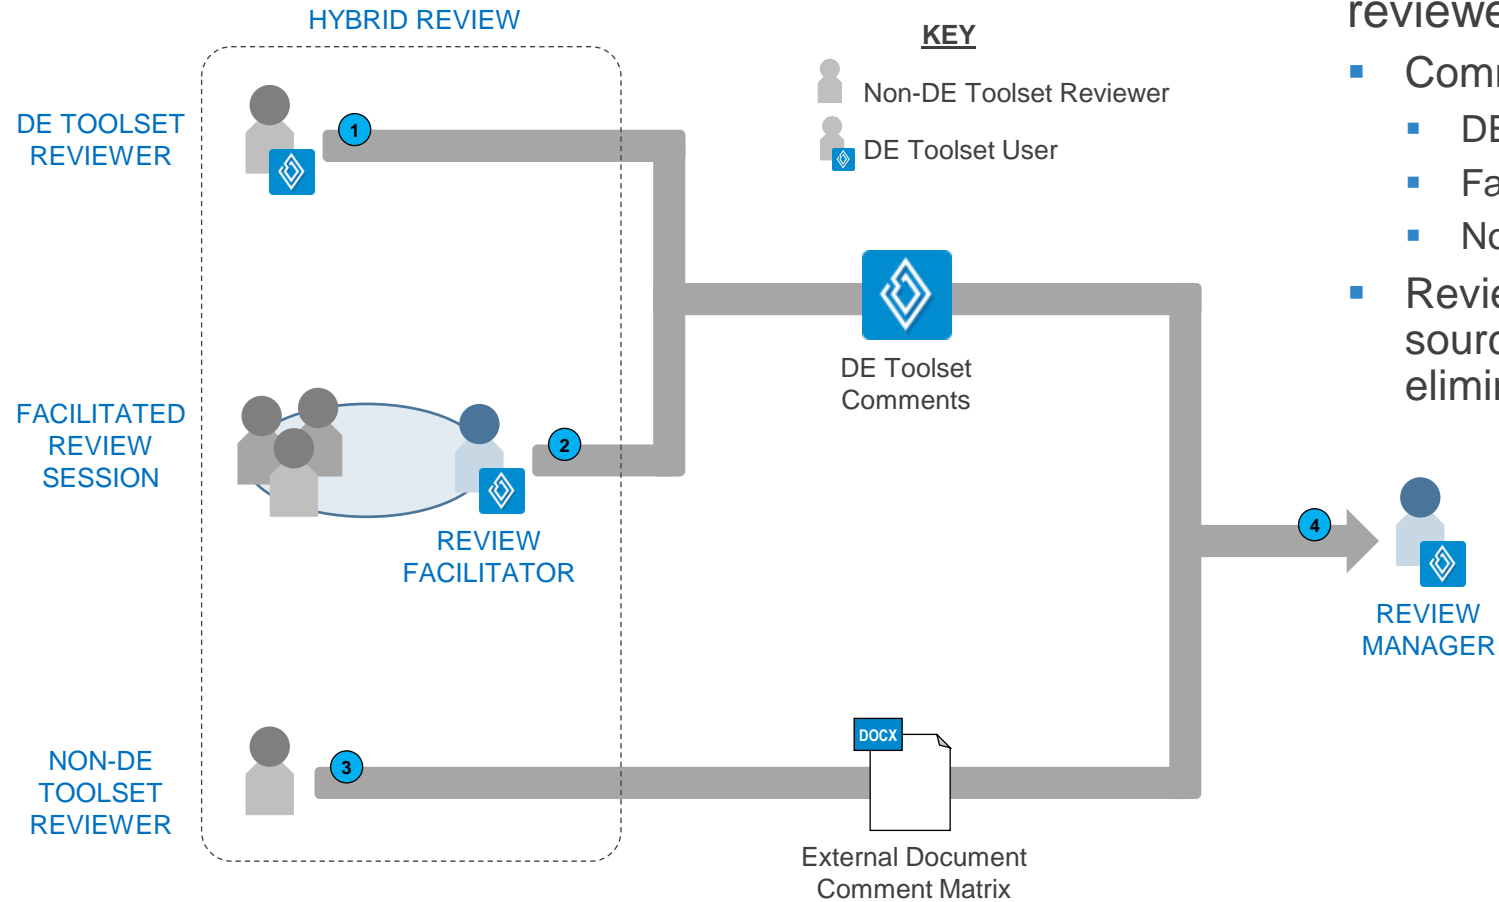 HYBRID REVIEW
KEY
Non-DE Toolset Reviewer
DE Toolset User
DE TOOLSET
REVIEWER
1
DE Toolset
Comments
FACILITATED
REVIEW
SESSION
2
REVIEW
FACILITATOR
4
REVIEW
MANAGER
NON-DE
TOOLSET
REVIEWER
3
DOCX
External Document
Comment Matrix